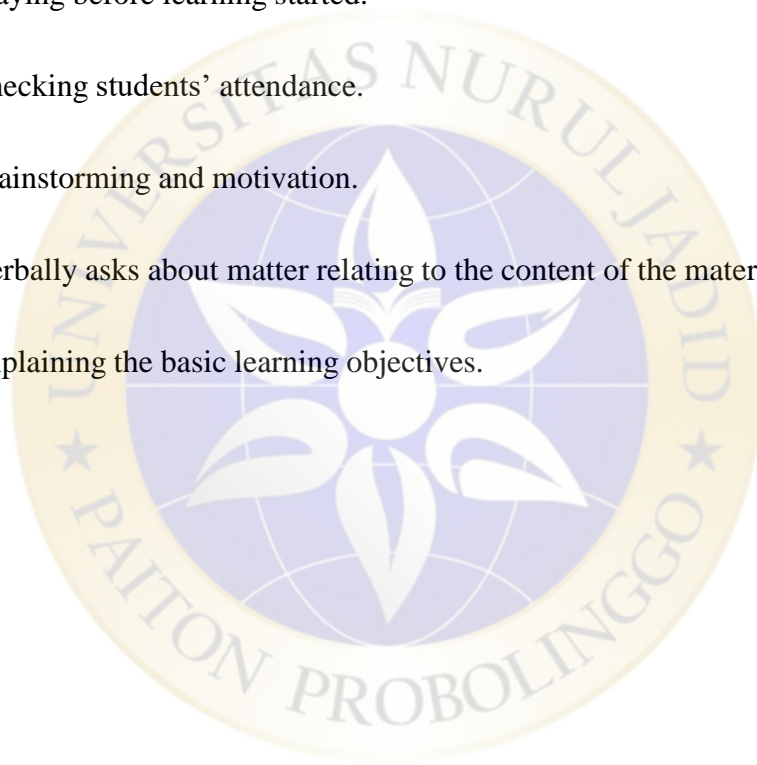 aying before learning started.
hecking students' attendance.
ainstorming and motivation.
erbally asks about matter relating to the content of the mater
plaining the basic learning objectives.
UNIVERSITAS NURUL JADID
★ PAITON PROBOLINGGO ★